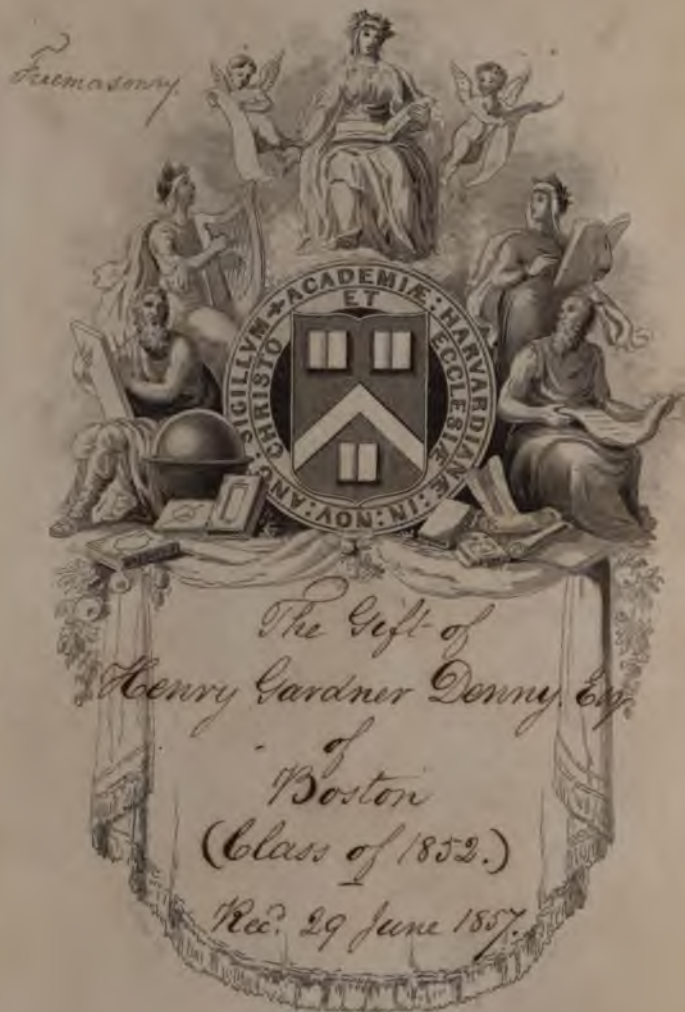 Freemasonry
SIGILLVM ✢ ACADEMIÆ : HARVARDIANÆ : IN : NOV : ANG :
CHRISTO ET ECCLESIÆ
The Gift of
Henry Gardner Denny, Esq
of
Boston
(Class of 1852.)
Rec. 29 June 1857.